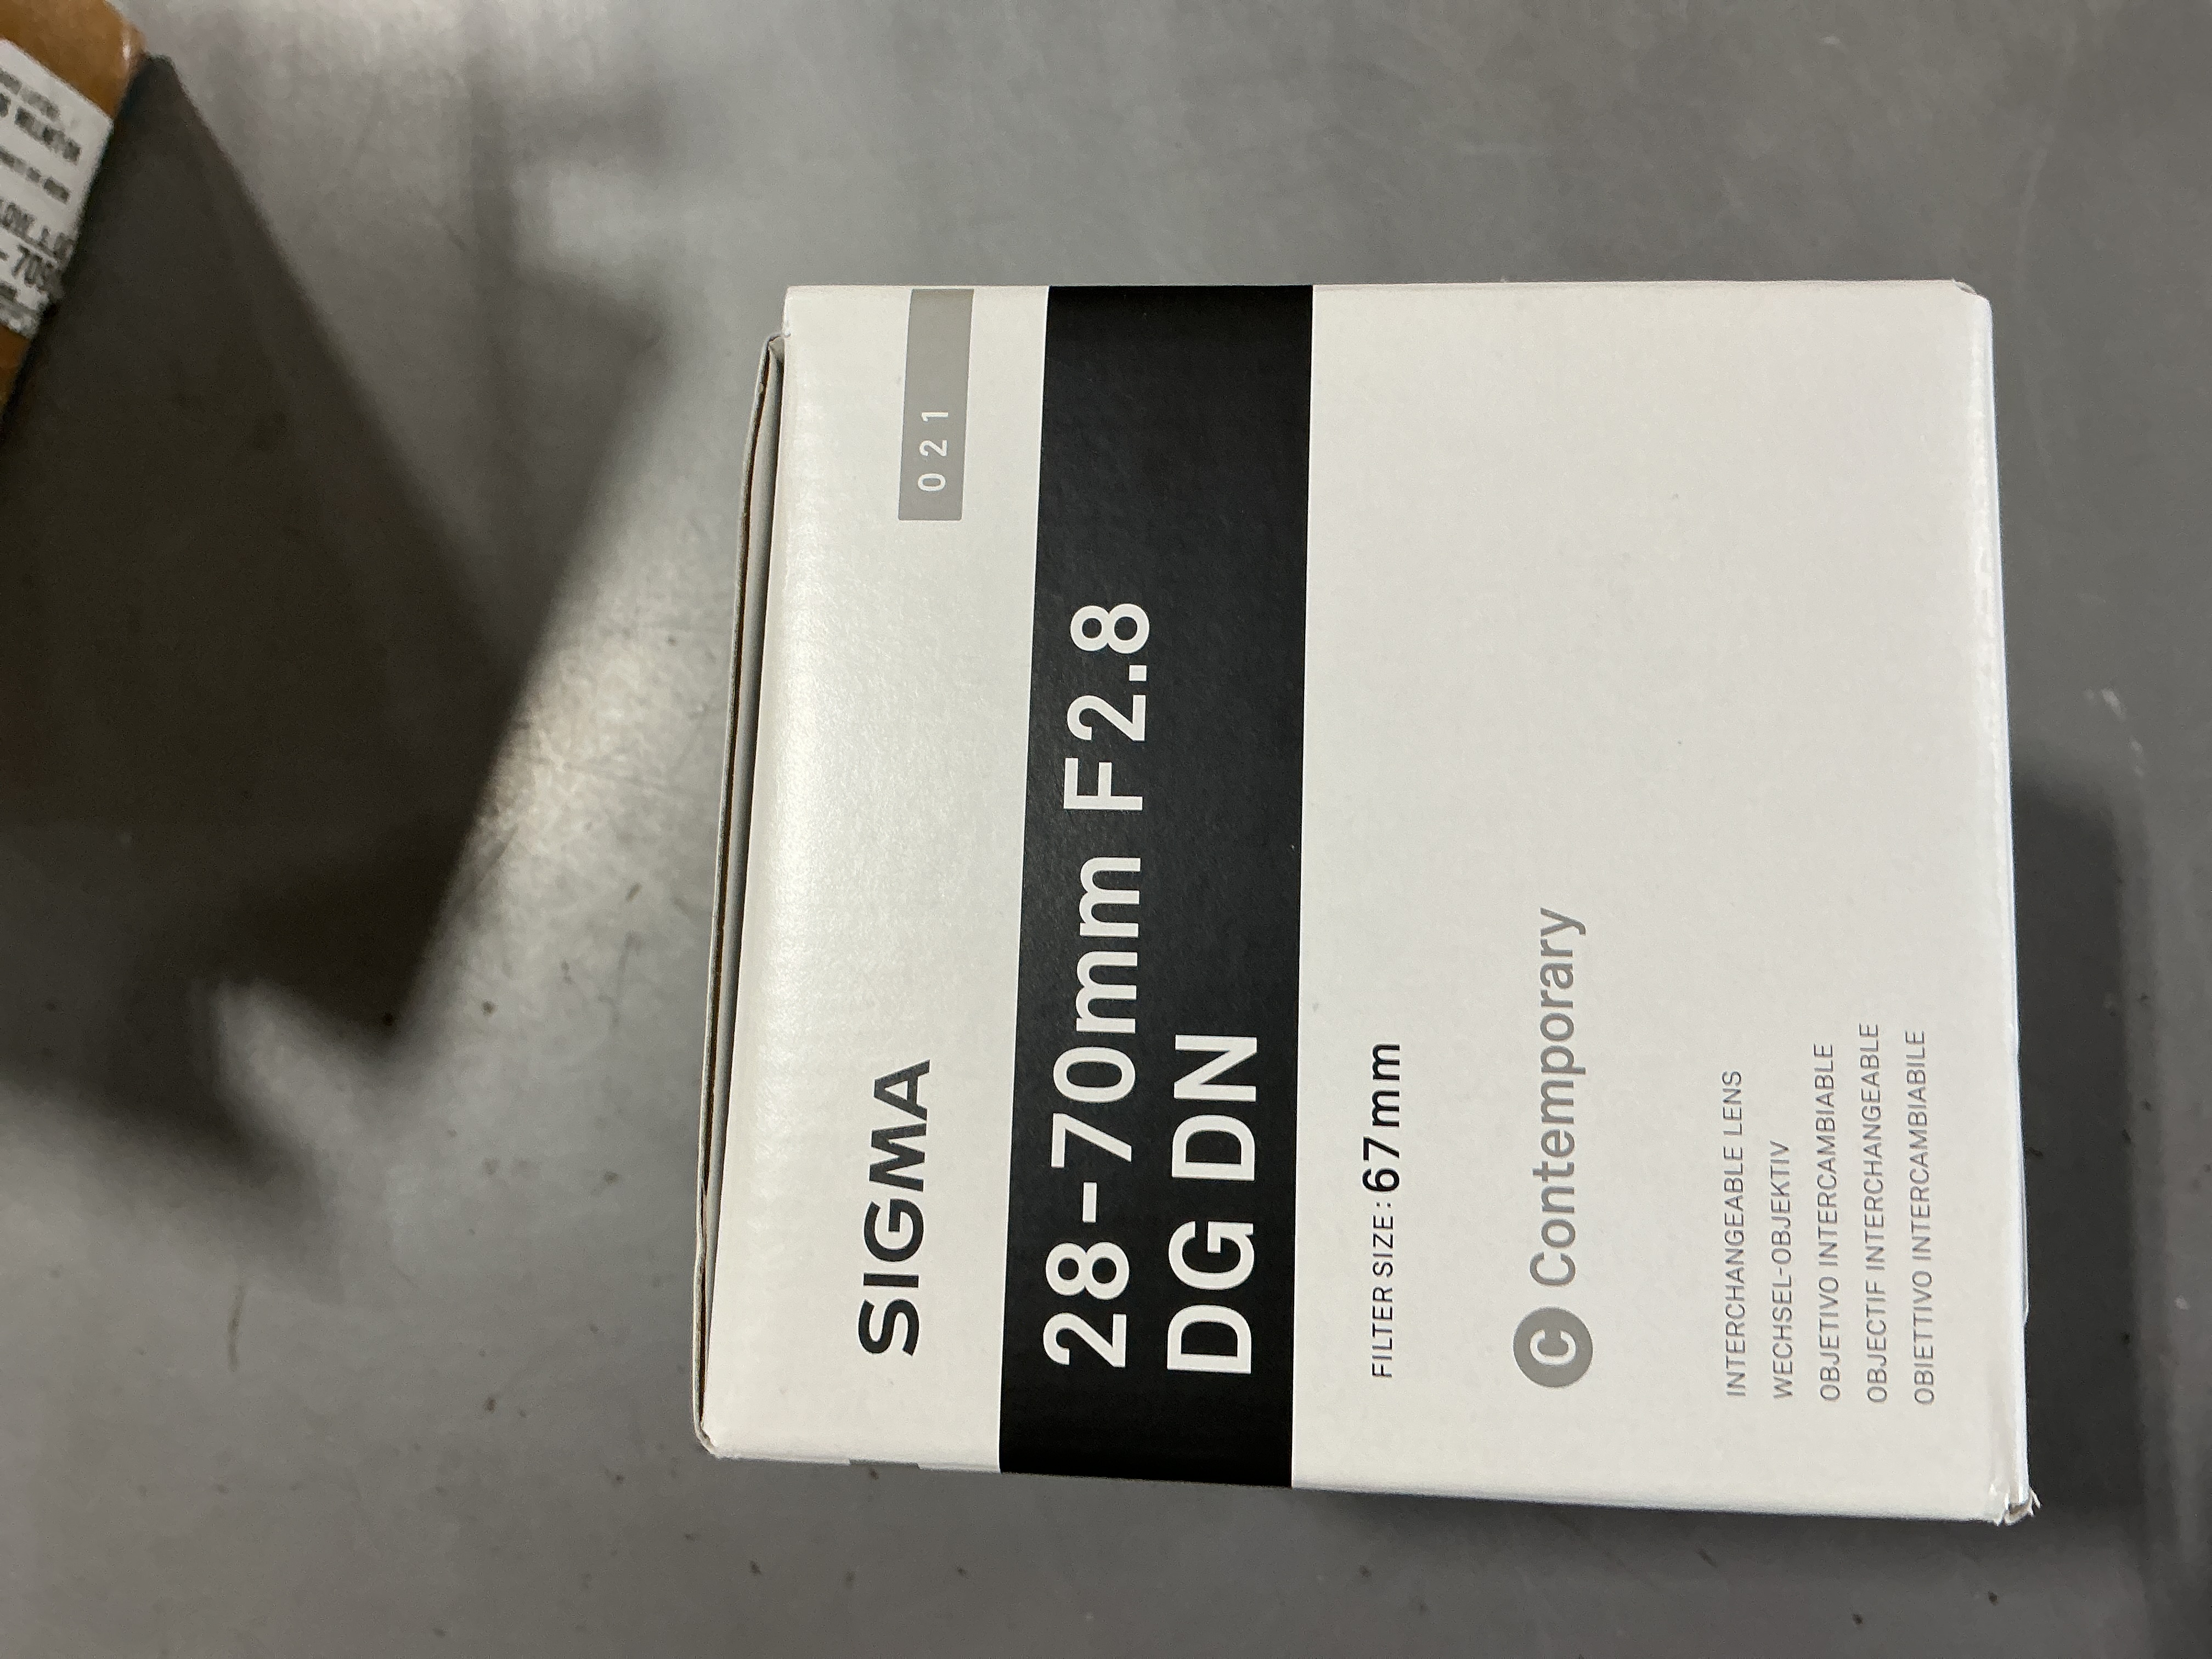 SIGMA
021
28-70mm F2.8
DG DN
FILTER SIZE: 67mm
C Contemporary
INTERCHANGEABLE LENS
WECHSEL-OBJEKTIV
OBJETIVO INTERCAMBIABLE
OBJECTIF INTERCHANGEABLE
OBIETTIVO INTERCAMBIABILE